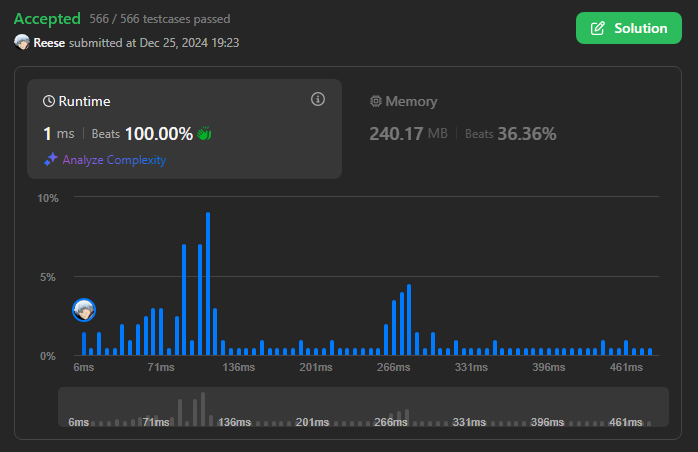 Accepted 566 / 566 testcases passed
Solution
Reese submitted at Dec 25, 2024 19:23
Runtime
Memory
1 ms | Beats 100.00%
240.17 MB | Beats 36.36%
Analyze Complexity
10%
5%
0%
6ms 71ms 136ms 201ms 266ms 331ms 396ms 461ms
6ms 71ms 136ms 201ms 266ms 331ms 396ms 461ms